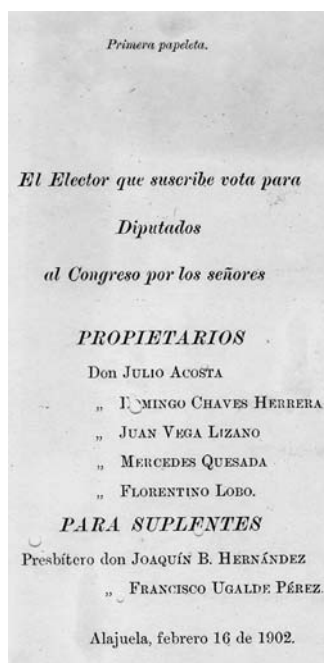 Primera papeleta.
El Elector que suscribe vota para
Diputados
al Congreso por los señores
PROPIETARIOS
Don JULIO ACOSTA
„ DOMINGO CHAVES HERRERA
„ JUAN VEGA LIZANO
„ MERCEDES QUESADA
„ FLORENTINO LOBO.
PARA SUPLENTES
Presbítero don JOAQUÍN B. HERNÁNDEZ
„ FRANCISCO UGALDE PÉREZ.
Alajuela, febrero 16 de 1902.